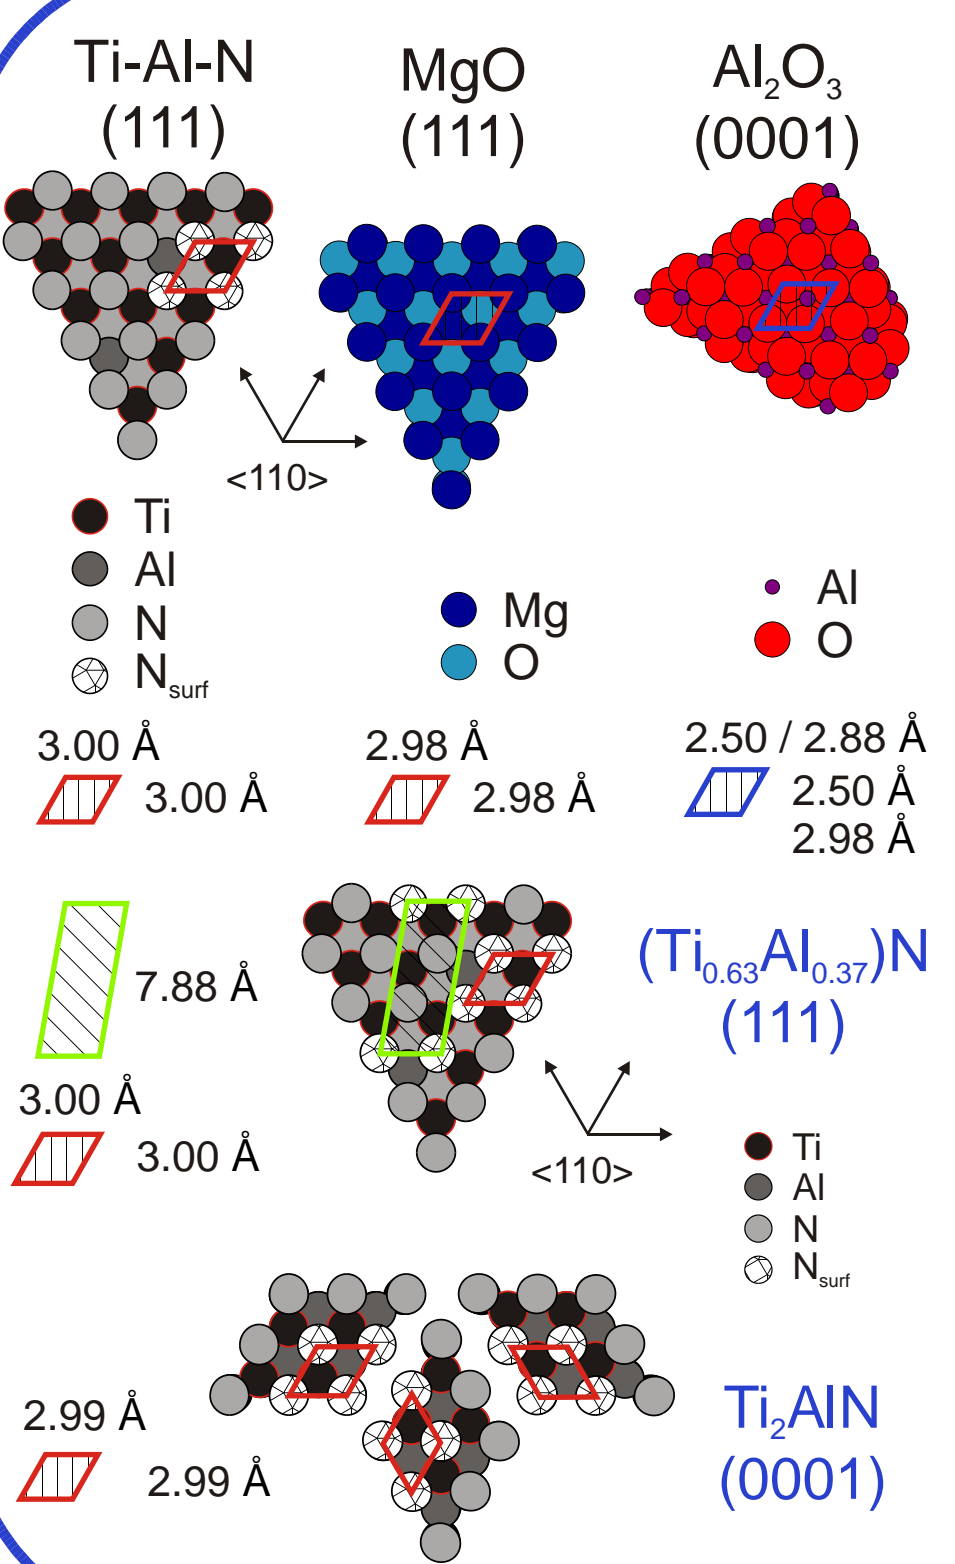 Ti-Al-N
(111)
MgO
(111)
Al₂O₃
(0001)
<110>
Ti
Al
N
N_surf
Mg
O
Al
O
3.00 Å
3.00 Å
2.98 Å
2.98 Å
2.50 / 2.88 Å
2.50 Å
2.98 Å
7.88 Å
3.00 Å
3.00 Å
(Ti₀.₆₃Al₀.₃₇)N
(111)
<110>
Ti
Al
N
N_surf
2.99 Å
2.99 Å
Ti₂AlN
(0001)